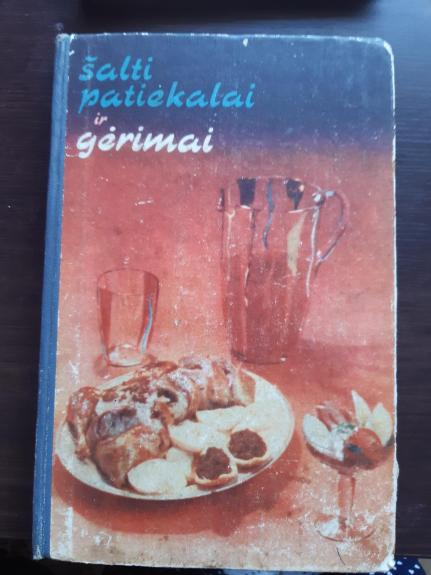 šalti
patiekalai
ir
gėrimai